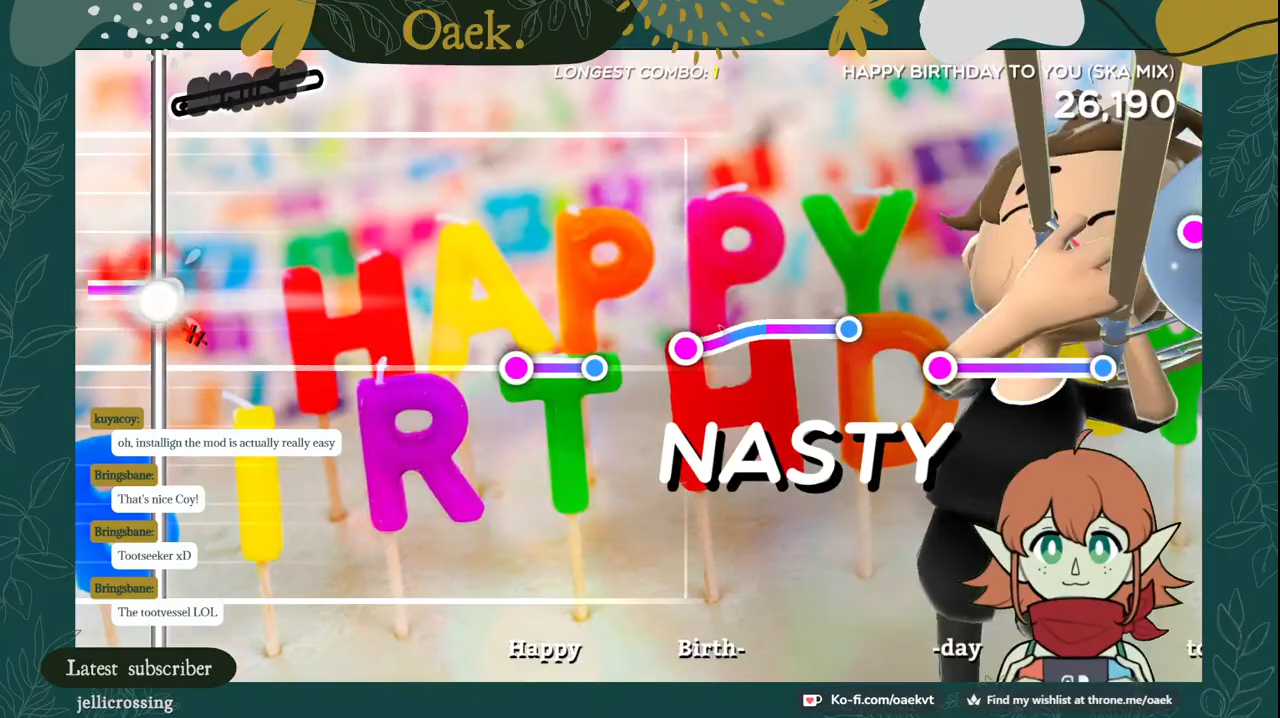 Oaek.
LONGEST COMBO: 1
HAPPY BIRTHDAY TO YOU (SKA MIX)
26,190
HAPPY
IRTHD
NASTY
kuyacoy:
oh, installign the mod is actually really easy
Bringsbane:
That's nice Coy!
Bringsbane:
Tootseeker xD
Bringsbane:
The tootvessel LOL
Happy Birth- -day to
Latest subscriber
jellicrossing
Ko-fi.com/oaekvt
Find my wishlist at throne.me/oaek